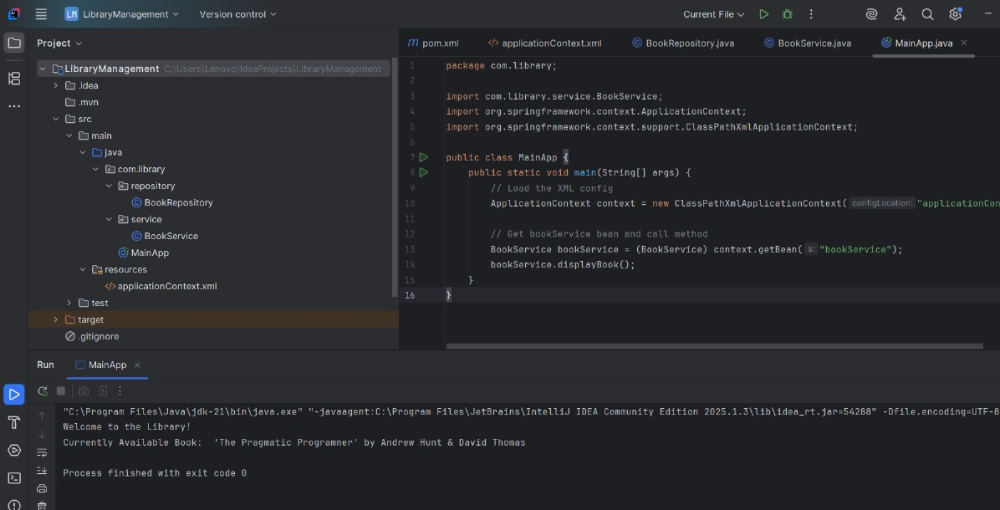 LM LibraryManagement Version control Current File
Project
LibraryManagement C:\Users\Lenovo\IdeaProjects\LibraryManagement
.idea
.mvn
src
main
java
com.library
repository
BookRepository
service
BookService
MainApp
resources
applicationContext.xml
test
target
.gitignore
m pom.xml </> applicationContext.xml BookRepository.java BookService.java MainApp.java
1 package com.library;
2
3 import com.library.service.BookService;
4 import org.springframework.context.ApplicationContext;
5 import org.springframework.context.support.ClassPathXmlApplicationContext;
6
7 public class MainApp {
8 public static void main(String[] args) {
9 // Load the XML config
10 ApplicationContext context = new ClassPathXmlApplicationContext( configLocation: "applicationCon
11
12 // Get bookService bean and call method
13 BookService bookService = (BookService) context.getBean( s: "bookService");
14 bookService.displayBook();
15 }
16 }
Run MainApp
"C:\Program Files\Java\jdk-21\bin\java.exe" "-javaagent:C:\Program Files\JetBrains\IntelliJ IDEA Community Edition 2025.1.3\lib\idea_rt.jar=54288" -Dfile.encoding=UTF-8
Welcome to the Library!
Currently Available Book:  'The Pragmatic Programmer' by Andrew Hunt & David Thomas
Process finished with exit code 0